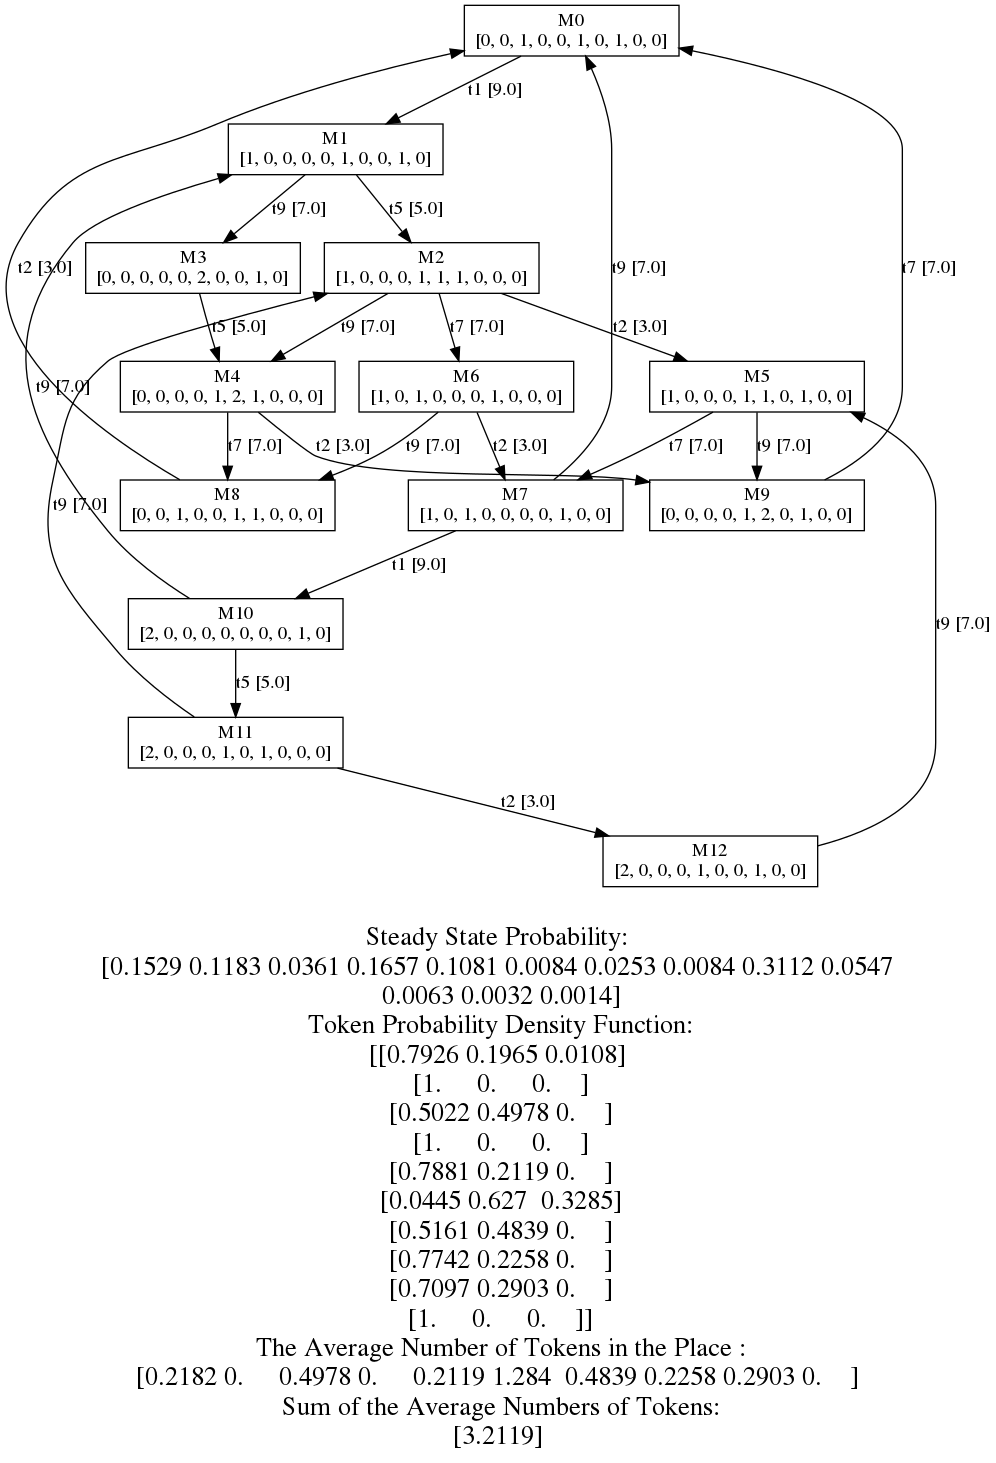 M0
[0, 0, 1, 0, 0, 1, 0, 1, 0, 0]
t1 [9.0]
M1
[1, 0, 0, 0, 0, 1, 0, 0, 1, 0]
t9 [7.0]
t5 [5.0]
M3
[0, 0, 0, 0, 0, 2, 0, 0, 1, 0]
M2
[1, 0, 0, 0, 1, 1, 1, 0, 0, 0]
t2 [3.0]
t9 [7.0]
t7 [7.0]
t5 [5.0]
t9 [7.0]
t7 [7.0]
t2 [3.0]
M4
[0, 0, 0, 0, 1, 2, 1, 0, 0, 0]
M6
[1, 0, 1, 0, 0, 0, 1, 0, 0, 0]
M5
[1, 0, 0, 0, 1, 1, 0, 1, 0, 0]
t9 [7.0]
t7 [7.0]
t2 [3.0]
t9 [7.0]
t2 [3.0]
t7 [7.0]
t9 [7.0]
M8
[0, 0, 1, 0, 0, 1, 1, 0, 0, 0]
M7
[1, 0, 1, 0, 0, 0, 0, 1, 0, 0]
M9
[0, 0, 0, 0, 1, 2, 0, 1, 0, 0]
t9 [7.0]
t1 [9.0]
M10
[2, 0, 0, 0, 0, 0, 0, 0, 1, 0]
t9 [7.0]
t5 [5.0]
M11
[2, 0, 0, 0, 1, 0, 1, 0, 0, 0]
t2 [3.0]
M12
[2, 0, 0, 0, 1, 0, 0, 1, 0, 0]
Steady State Probability:
[0.1529 0.1183 0.0361 0.1657 0.1081 0.0084 0.0253 0.0084 0.3112 0.0547
0.0063 0.0032 0.0014]
Token Probability Density Function:
[[0.7926 0.1965 0.0108]
[1. 0. 0. ]
[0.5022 0.4978 0. ]
[1. 0. 0. ]
[0.7881 0.2119 0. ]
[0.0445 0.627 0.3285]
[0.5161 0.4839 0. ]
[0.7742 0.2258 0. ]
[0.7097 0.2903 0. ]
[1. 0. 0. ]]
The Average Number of Tokens in the Place :
[0.2182 0. 0.4978 0. 0.2119 1.284 0.4839 0.2258 0.2903 0. ]
Sum of the Average Numbers of Tokens:
[3.2119]